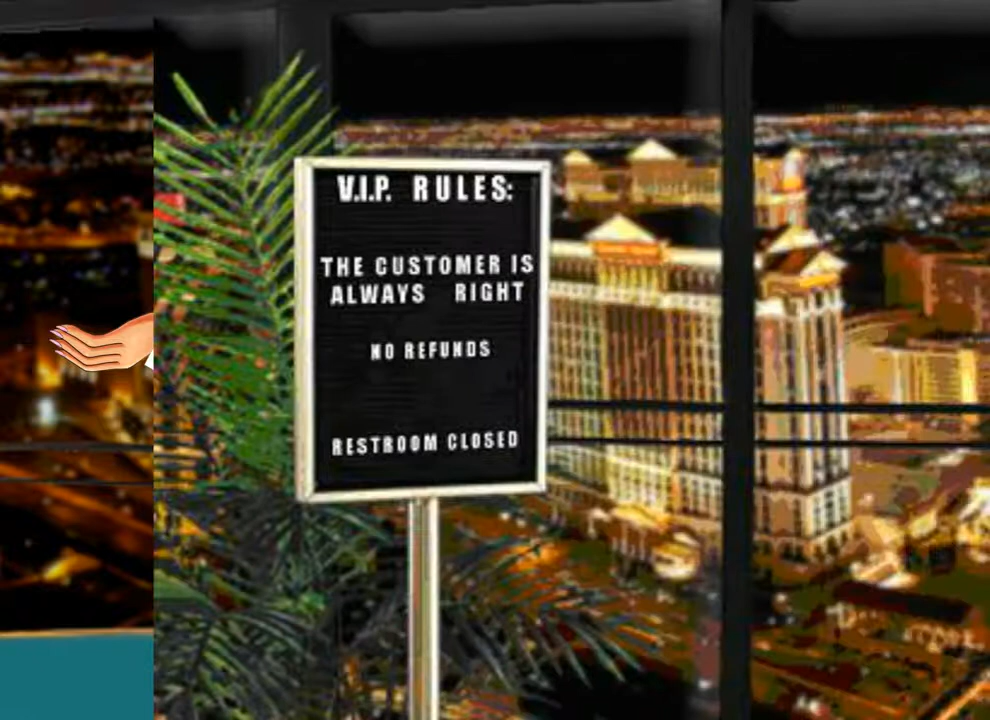 V.I.P. RULES:
THE CUSTOMER IS
ALWAYS RIGHT
NO REFUNDS
RESTROOM CLOSED